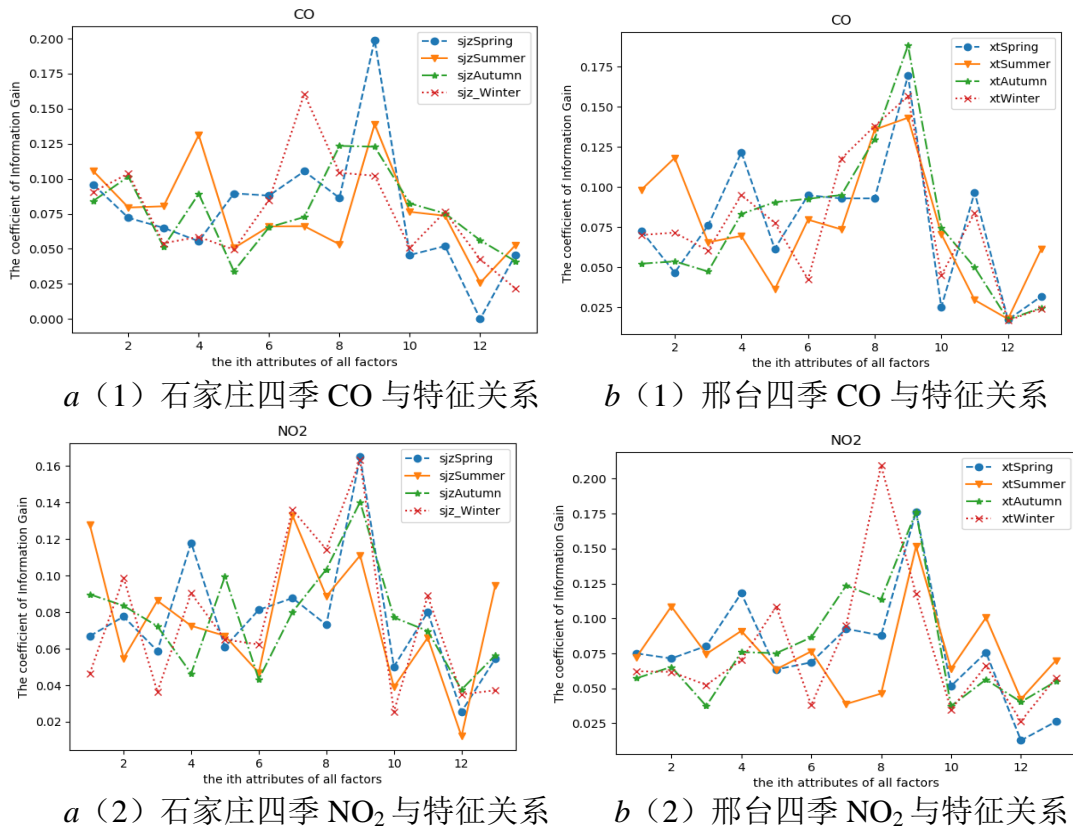 CO
The coefficient of Information Gain
0.200
0.175
0.150
0.125
0.100
0.075
0.050
0.025
0.000
sjzSpring
sjzSummer
sjzAutumn
sjz_Winter
2 4 6 8 10 12
the ith attributes of all factors
a（1）石家庄四季 CO 与特征关系
CO
The coefficient of Information Gain
0.175
0.150
0.125
0.100
0.075
0.050
0.025
xtSpring
xtSummer
xtAutumn
xtWinter
2 4 6 8 10 12
the ith attributes of all factors
b（1）邢台四季 CO 与特征关系
NO2
The coefficient of Information Gain
0.16
0.14
0.12
0.10
0.08
0.06
0.04
0.02
sjzSpring
sjzSummer
sjzAutumn
sjz_Winter
2 4 6 8 10 12
the ith attributes of all factors
a（2）石家庄四季 NO₂ 与特征关系
NO2
The coefficient of Information Gain
0.200
0.175
0.150
0.125
0.100
0.075
0.050
0.025
xtSpring
xtSummer
xtAutumn
xtWinter
2 4 6 8 10 12
the ith attributes of all factors
b（2）邢台四季 NO₂ 与特征关系